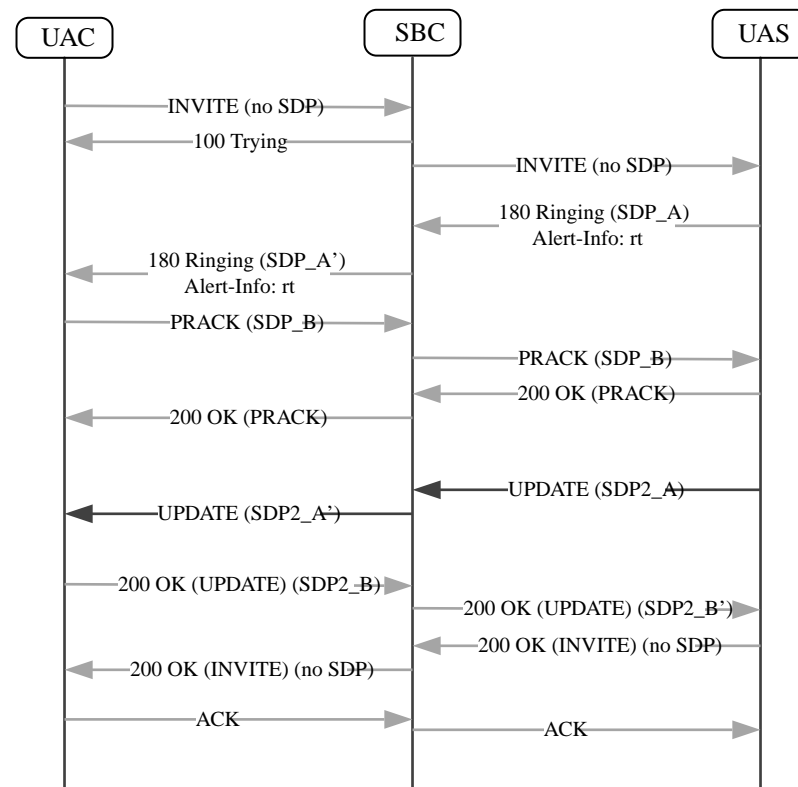 UAC
SBC
UAS
INVITE (no SDP)
100 Trying
INVITE (no SDP)
180 Ringing (SDP_A)
Alert-Info: rt
180 Ringing (SDP_A’)
Alert-Info: rt
PRACK (SDP_B)
PRACK (SDP_B)
200 OK (PRACK)
200 OK (PRACK)
UPDATE (SDP2_A)
UPDATE (SDP2_A’)
200 OK (UPDATE) (SDP2_B)
200 OK (UPDATE) (SDP2_B’)
200 OK (INVITE) (no SDP)
200 OK (INVITE) (no SDP)
ACK
ACK